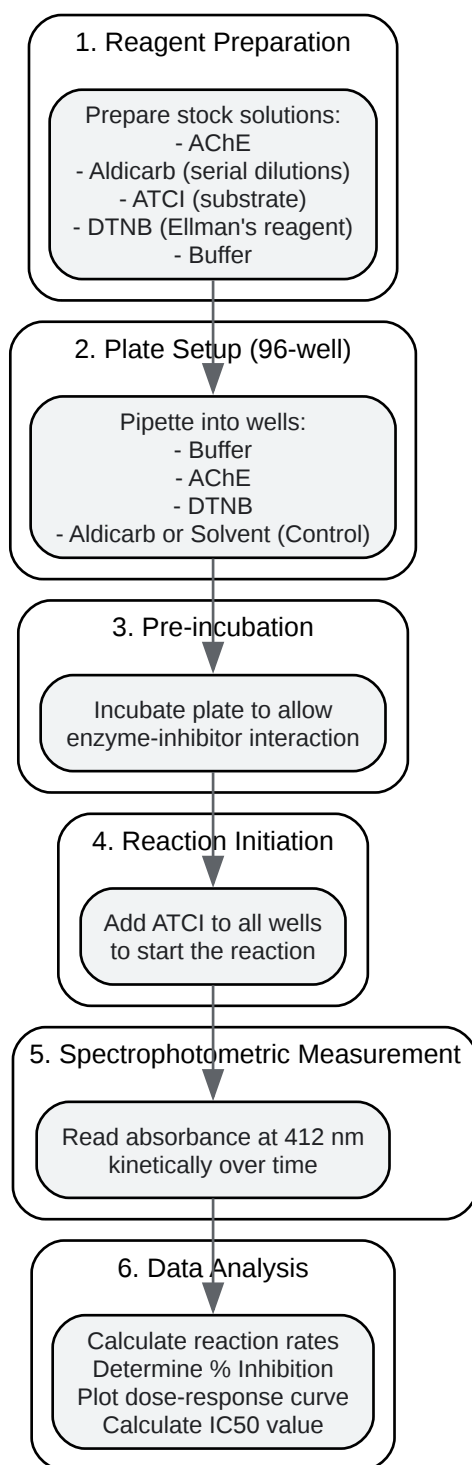 1. Reagent Preparation
Prepare stock solutions:
- AChE
- Aldicarb (serial dilutions)
- ATCI (substrate)
- DTNB (Ellman's reagent)
- Buffer
2. Plate Setup (96-well)
Pipette into wells:
- Buffer
- AChE
- DTNB
- Aldicarb or Solvent (Control)
3. Pre-incubation
Incubate plate to allow
enzyme-inhibitor interaction
4. Reaction Initiation
Add ATCI to all wells
to start the reaction
5. Spectrophotometric Measurement
Read absorbance at 412 nm
kinetically over time
6. Data Analysis
Calculate reaction rates
Determine % Inhibition
Plot dose-response curve
Calculate IC50 value